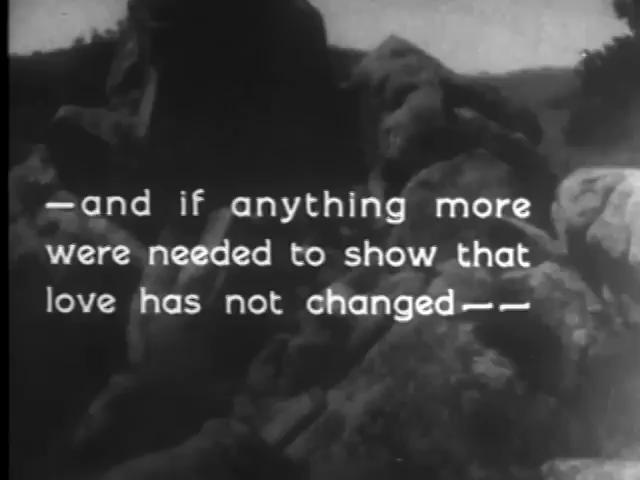 —and if anything more
were needed to show that
love has not changed——